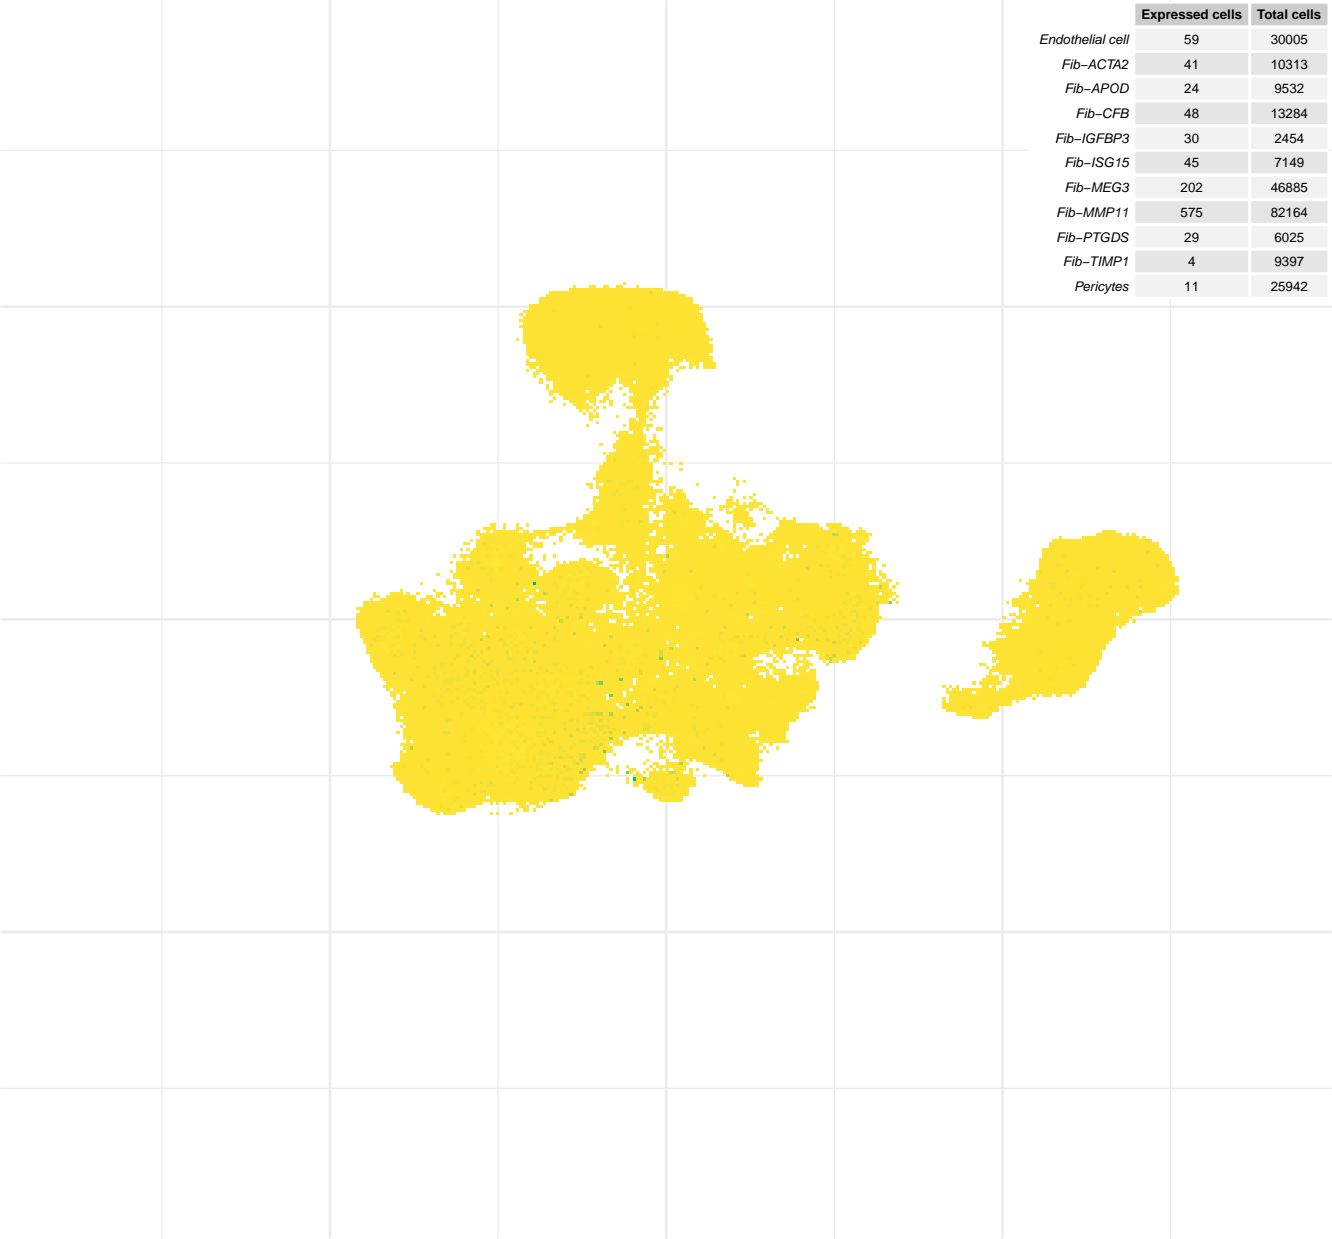 Expressed cells Total cells
Endothelial cell 59 30005
Fib−ACTA2 41 10313
Fib−APOD 24 9532
Fib−CFB 48 13284
Fib−IGFBP3 30 2454
Fib−ISG15 45 7149
Fib−MEG3 202 46885
Fib−MMP11 575 82164
Fib−PTGDS 29 6025
Fib−TIMP1 4 9397
Pericytes 11 25942